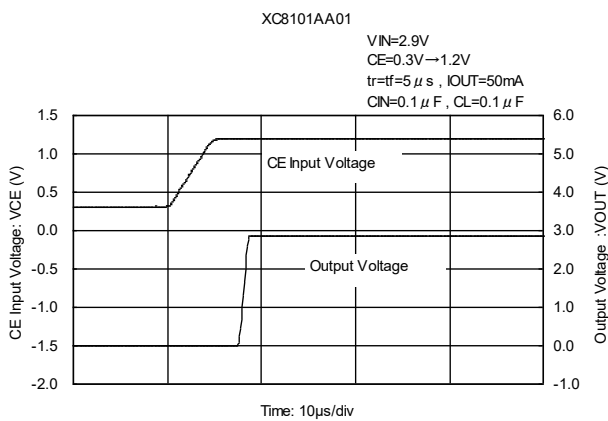 XC8101AA01
VIN=2.9V
CE=0.3V→1.2V
tr=tf=5μs , IOUT=50mA
CIN=0.1μF , CL=0.1μF
CE Input Voltage: VCE (V)
1.5
1.0
0.5
0.0
-0.5
-1.0
-1.5
-2.0
CE Input Voltage
Output Voltage
6.0
5.0
4.0
3.0
2.0
1.0
0.0
-1.0
Output Voltage :VOUT (V)
Time: 10μs/div